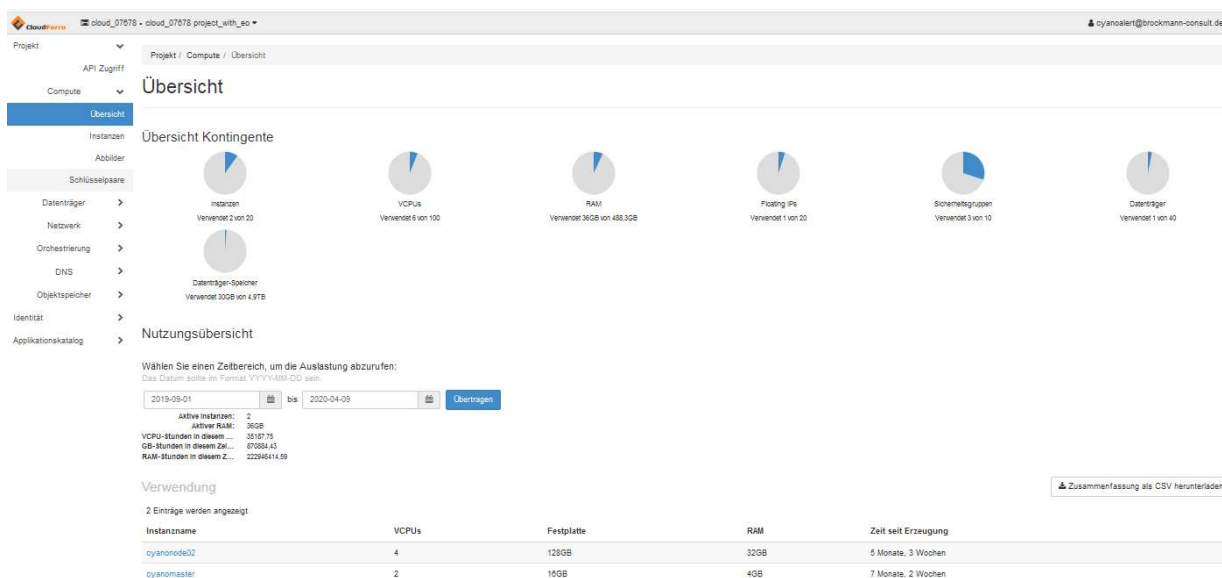 CloudFerro cloud_07678 • cloud_07678 project_with_eo cyanoalert@brockmann-consult.de
Projekt
API Zugriff
Compute
Übersicht
Instanzen
Abbilder
Schlüsselpaare
Datenträger
Netzwerk
Orchestrierung
DNS
Objektspeicher
Identität
Applikationskatalog
Projekt / Compute / Übersicht
Übersicht
Übersicht Kontingente
Instanzen
Verwendet 2 von 20
VCPUs
Verwendet 6 von 100
RAM
Verwendet 36GB von 488,3GB
Floating IPs
Verwendet 1 von 20
Sicherheitsgruppen
Verwendet 3 von 10
Datenträger
Verwendet 1 von 40
Datenträger-Speicher
Verwendet 30GB von 4,9TB
Nutzungsübersicht
Wählen Sie einen Zeitbereich, um die Auslastung abzurufen:
Das Datum sollte im Format YYYY-MM-DD sein.
2019-09-01 bis 2020-04-09 Übertragen
Aktive Instanzen: 2
Aktiver RAM: 36GB
VCPU-Stunden in diesem ... 35187,75
GB-Stunden in diesem Zei... 870884,43
RAM-Stunden in diesem Z... 222946414,59
Verwendung
Zusammenfassung als CSV herunterladen
2 Einträge werden angezeigt
Instanzname VCPUs Festplatte RAM Zeit seit Erzeugung
cyanonode02 4 128GB 32GB 5 Monate, 3 Wochen
cyanomaster 2 16GB 4GB 7 Monate, 2 Wochen